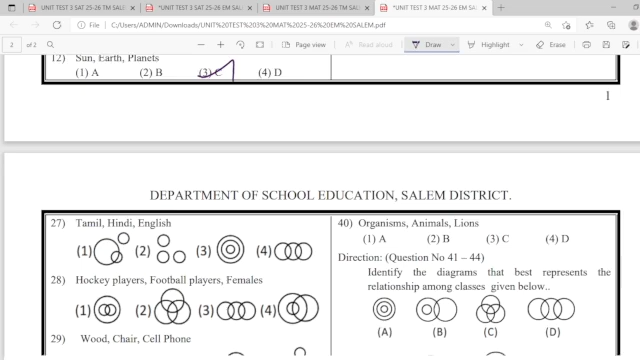 UNIT TEST 3 SAT 25-26 TM SAL
*UNIT TEST 3 SAT 25-26 EM SAL
UNIT TEST 3 MAT 25-26 TM SAL
*UNIT TEST 3 MAT 25-26 EM SAL
File | C:/Users/ADMIN/Downloads/UNIT%20TEST%203%20MAT%2025-26%20EM%20SALEM.pdf
2 of 2 Page view Read aloud Draw Highlight Erase
12) Sun, Earth, Planets
(1) A (2) B (3) C (4) D
1
DEPARTMENT OF SCHOOL EDUCATION, SALEM DISTRICT.
27) Tamil, Hindi, English
(1) (2) (3) (4)
28) Hockey players, Football players, Females
(1) (2) (3) (4)
29) Wood, Chair, Cell Phone
40) Organisms, Animals, Lions
(1) A (2) B (3) C (4) D
Direction: (Question No 41 – 44)
Identify the diagrams that best represents the
relationship among classes given below..
(A) (B) (C) (D)